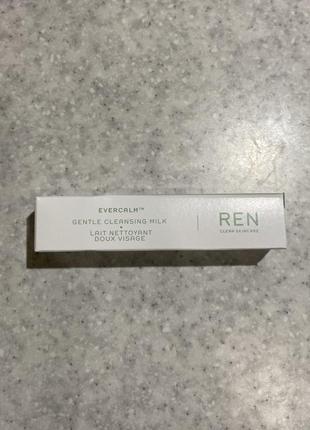 EVERCALM™
GENTLE CLEANSING MILK
•
LAIT NETTOYANT
DOUX VISAGE
REN
CLEAN SKINCARE